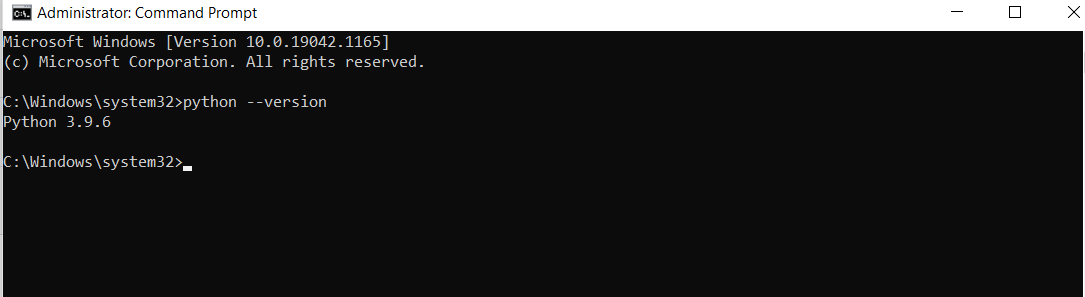 Administrator: Command Prompt
Microsoft Windows [Version 10.0.19042.1165]
(c) Microsoft Corporation. All rights reserved.
C:\Windows\system32>python --version
Python 3.9.6
C:\Windows\system32>